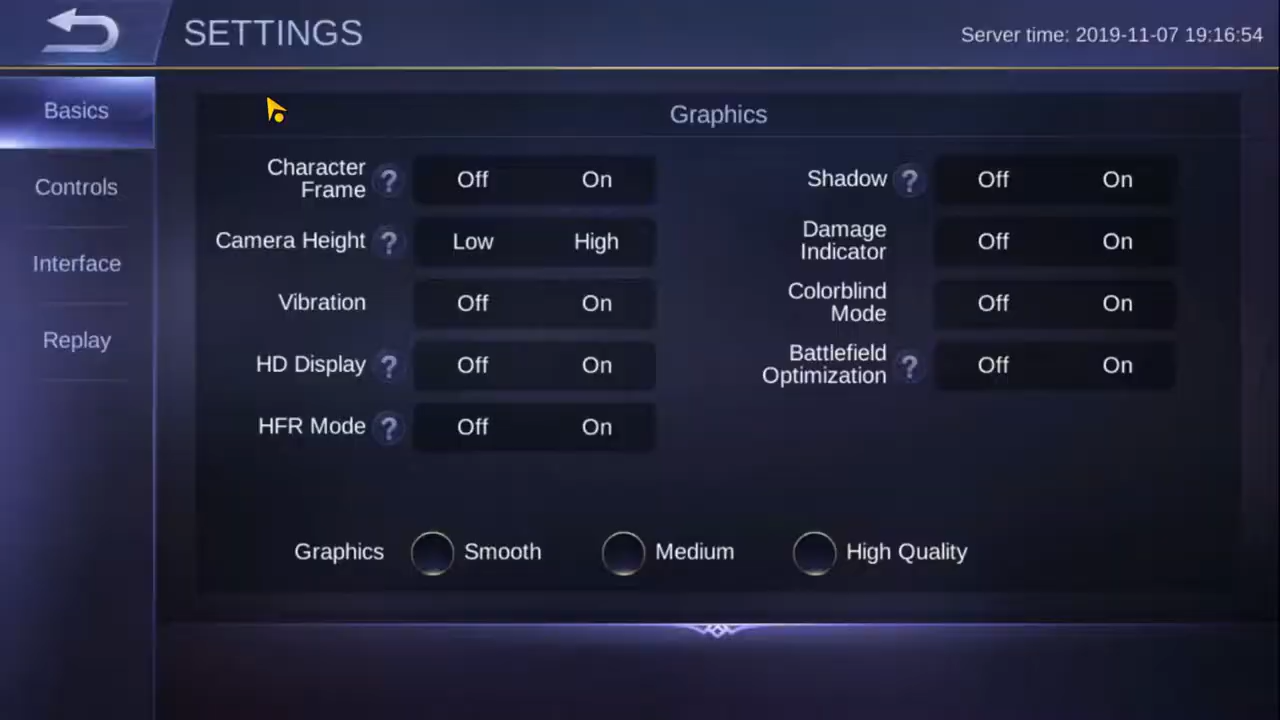 SETTINGS
Server time: 2019-11-07 19:16:54
Basics
Controls
Interface
Replay
Graphics
Character
Frame
?
Off On
Shadow ? Off On
Camera Height ? Low High
Damage
Indicator
Off On
Vibration Off On
Colorblind
Mode
Off On
HD Display ? Off On
Battlefield
Optimization
?
Off On
HFR Mode ? Off On
Graphics Smooth Medium High Quality